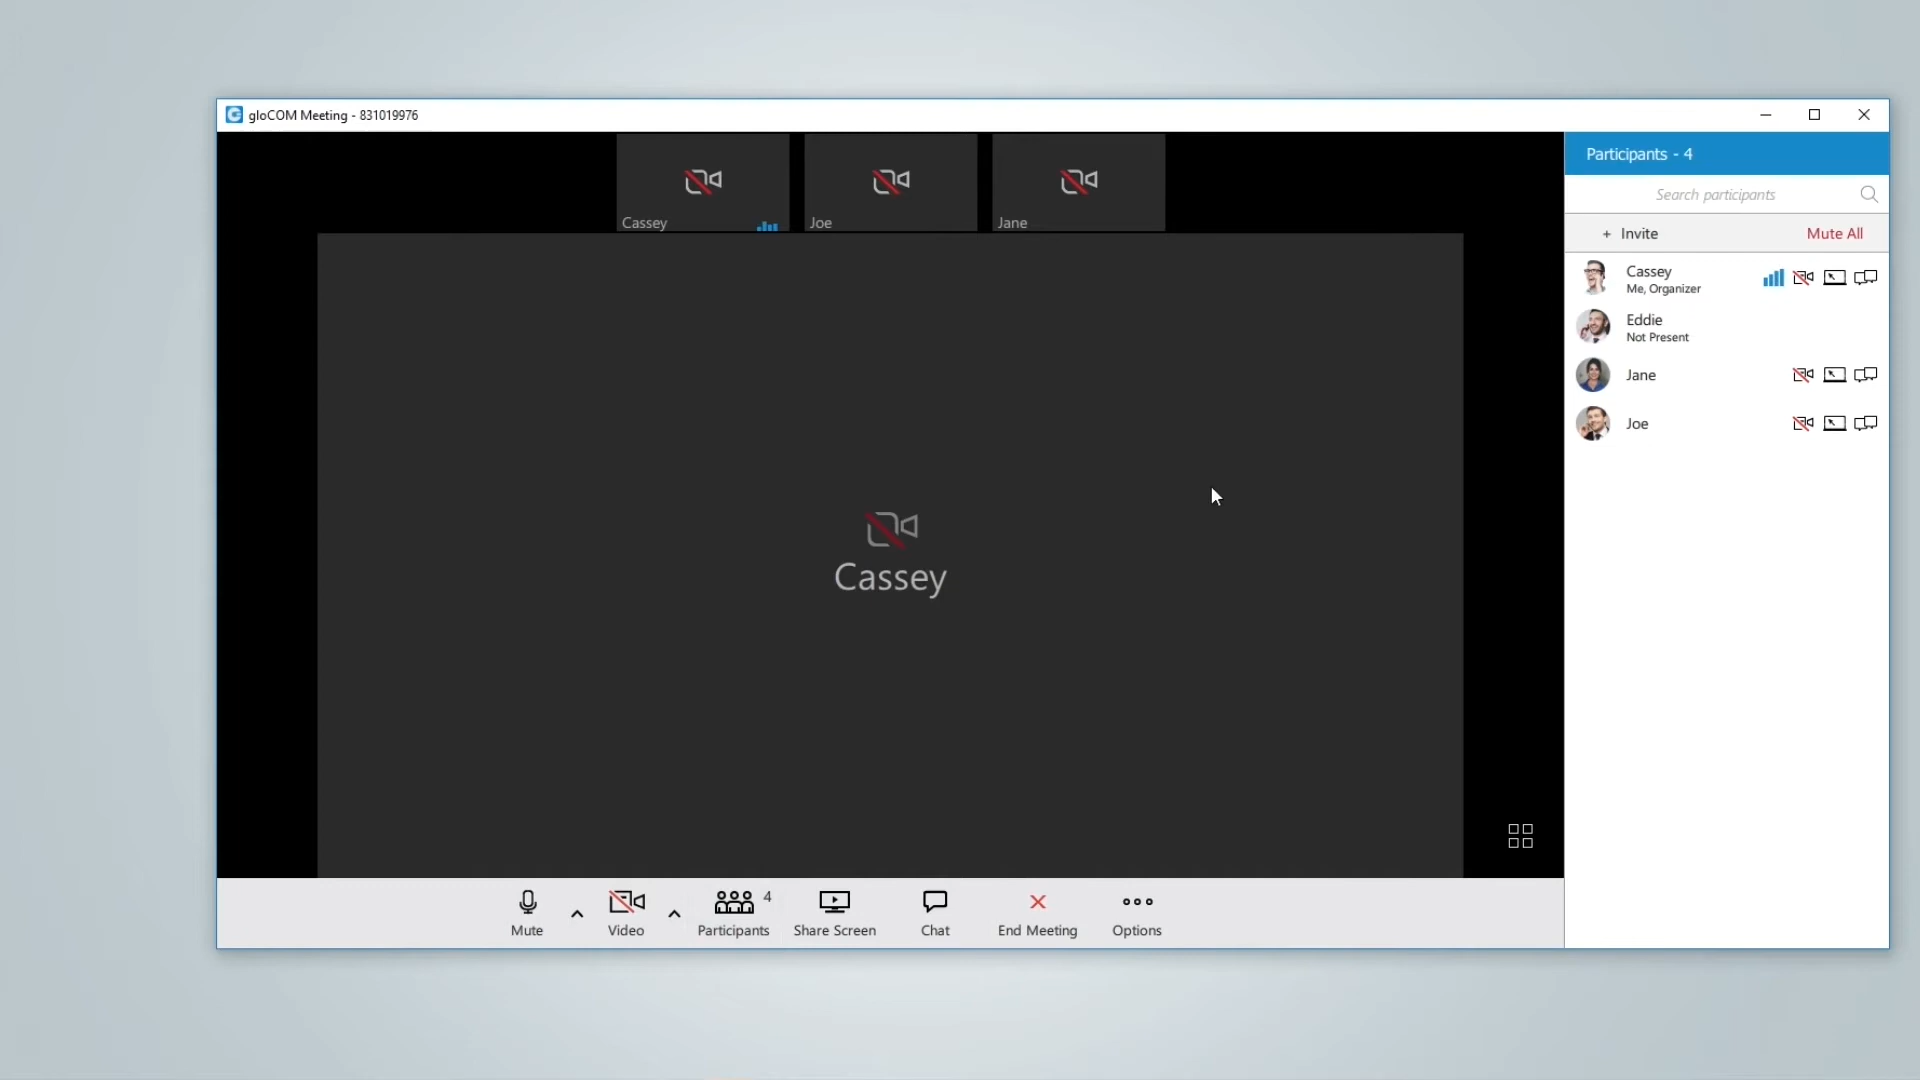 gloCOM Meeting - 831019976
Cassey
Joe
Jane
Cassey
Mute
Video
Participants
4
Share Screen
Chat
End Meeting
Options
Participants - 4
Search participants
+ Invite
Mute All
Cassey
Me, Organizer
Eddie
Not Present
Jane
Joe